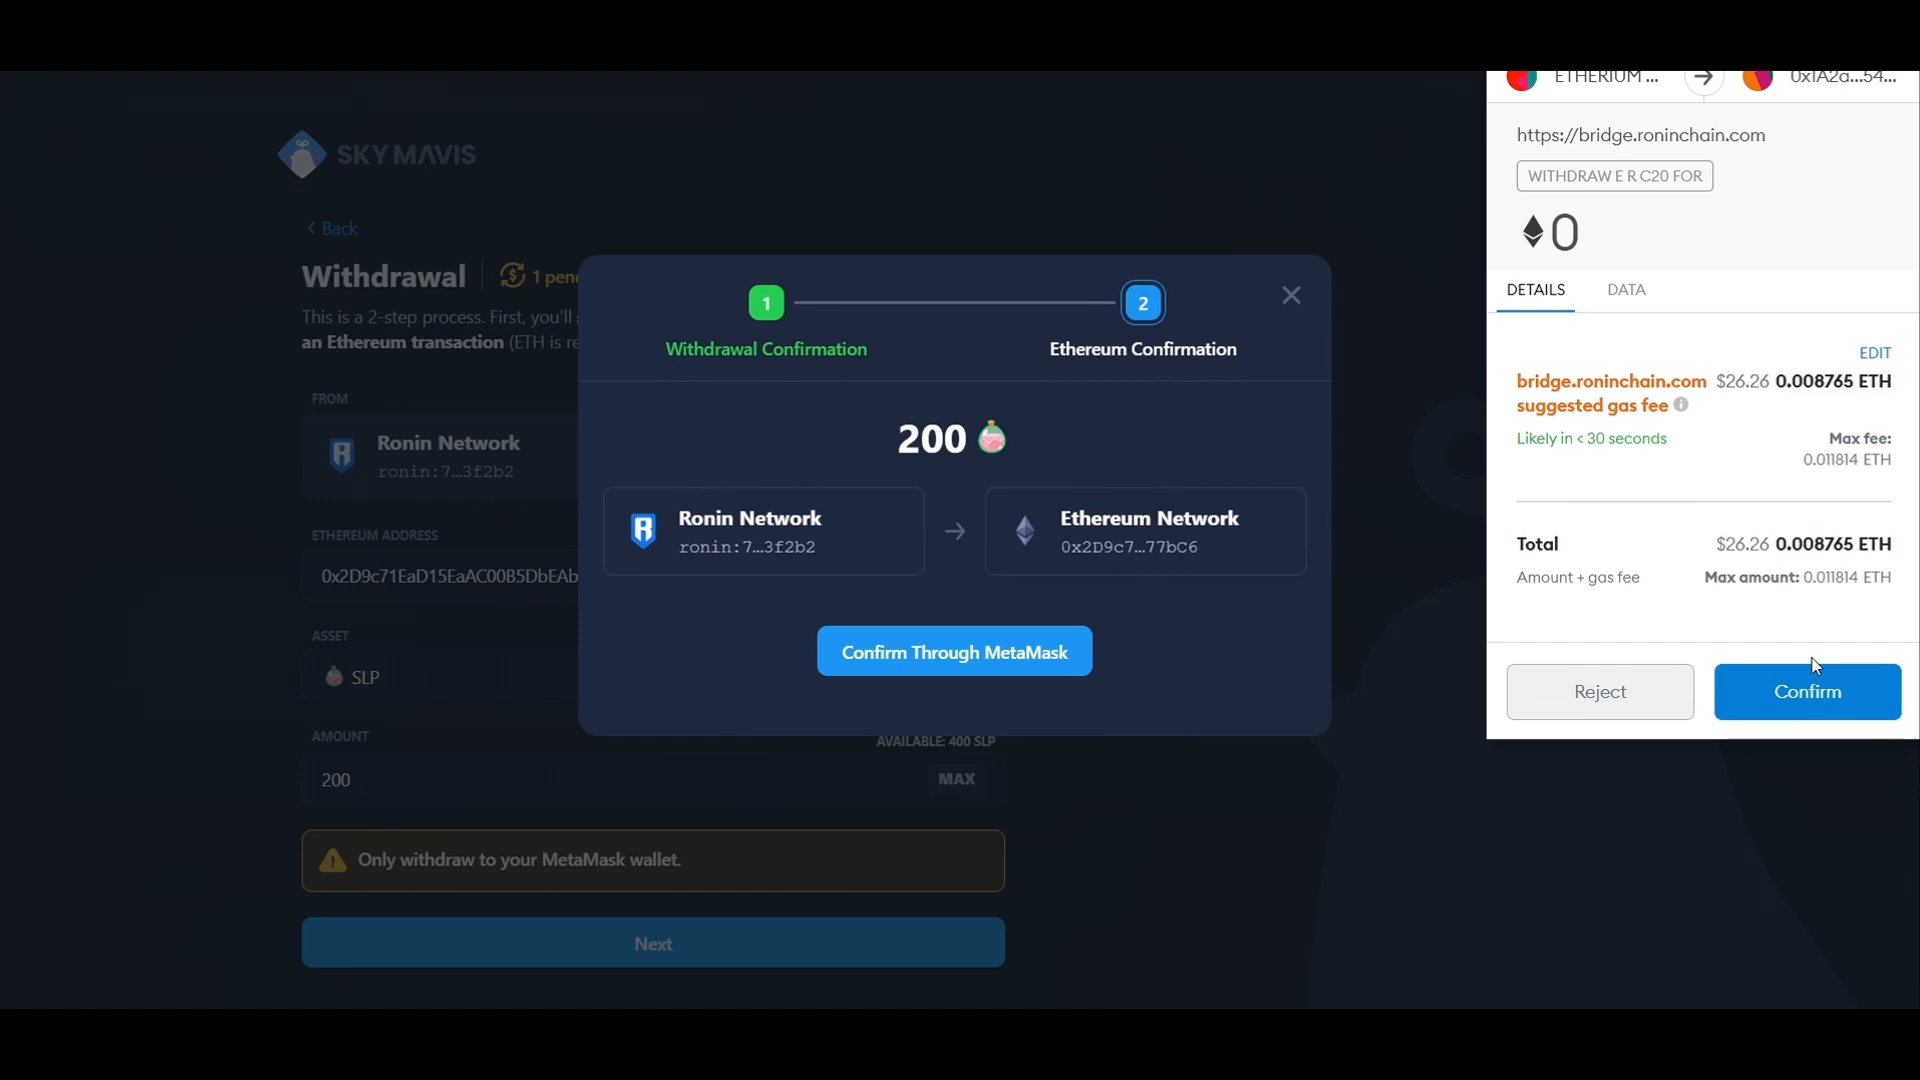 SKY MAVIS
Back
Withdrawal
1 pen
This is a 2-step process. First, you'll
an Ethereum transaction (ETH is re
FROM
Ronin Network
ronin:7...3f2b2
ETHEREUM ADDRESS
0x2D9c71EaD15EaAC00B5DbEAb
ASSET
SLP
AMOUNT
AVAILABLE: 400 SLP
200
MAX
Only withdraw to your MetaMask wallet.
Next
1
2
Withdrawal Confirmation
Ethereum Confirmation
200
Ronin Network
ronin:7...3f2b2
Ethereum Network
0x2D9c7...77bC6
Confirm Through MetaMask
ETHERIUM ...
0x1A2a...54...
https://bridge.roninchain.com
WITHDRAW E R C20 FOR
0
DETAILS
DATA
EDIT
bridge.roninchain.com $26.26 0.008765 ETH
suggested gas fee
Likely in < 30 seconds
Max fee:
0.011814 ETH
Total $26.26 0.008765 ETH
Amount + gas fee Max amount: 0.011814 ETH
Reject
Confirm